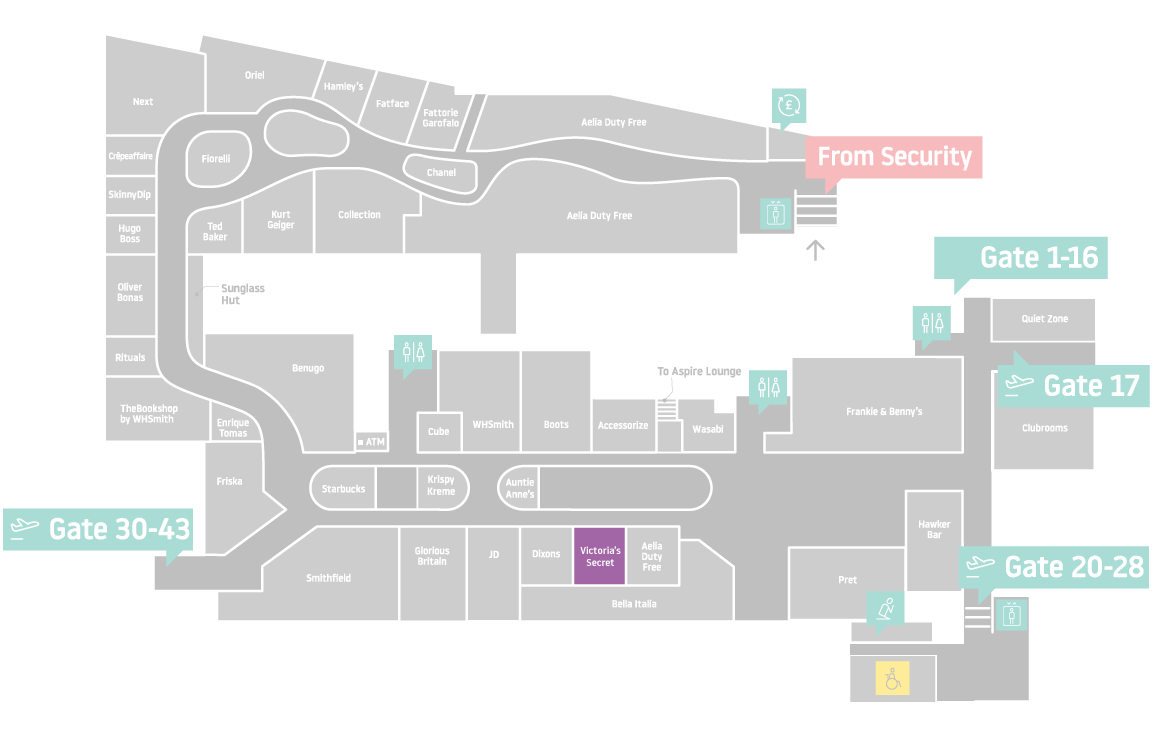 Oriel
Hamley's
Next
Fatface
Fattorie
Garofalo
Aelia Duty Free
£
From Security
Crêpeaffaire
Fiorelli
Chanel
SkinnyDip
Hugo
Boss
Ted
Baker
Kurt
Geiger
Collection
Aelia Duty Free
Gate 1-16
Oliver
Bonas
Sunglass
Hut
Quiet Zone
Rituals
Benugo
To Aspire Lounge
Gate 17
TheBookshop
by WHSmith
Enrique
Tomas
ATM
Cube
WHSmith
Boots
Accessorize
Wasabi
Frankie & Benny's
Clubrooms
Friska
Starbucks
Krispy
Kreme
Auntie
Anne's
Gate 30-43
Hawker
Bar
Smithfield
Glorious
Britain
JD
Dixons
Victoria's
Secret
Aelia
Duty
Free
Gate 20-28
Pret
Bella Italia